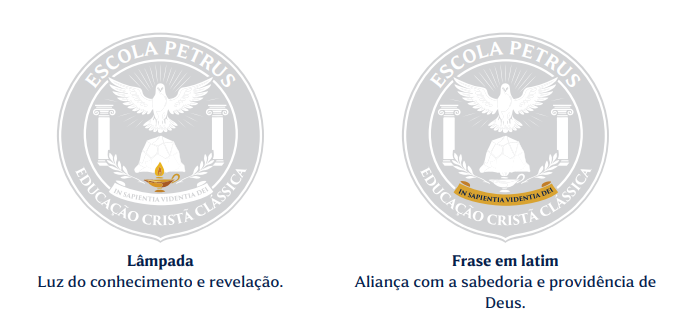 ESCOLA PETRUS
IN SAPIENTIA VIDENTIA DEI
EDUCAÇÃO CRISTÃ CLÁSSICA
Lâmpada
Luz do conhecimento e revelação.
ESCOLA PETRUS
IN SAPIENTIA VIDENTIA DEI
EDUCAÇÃO CRISTÃ CLÁSSICA
Frase em latim
Aliança com a sabedoria e providência de
Deus.